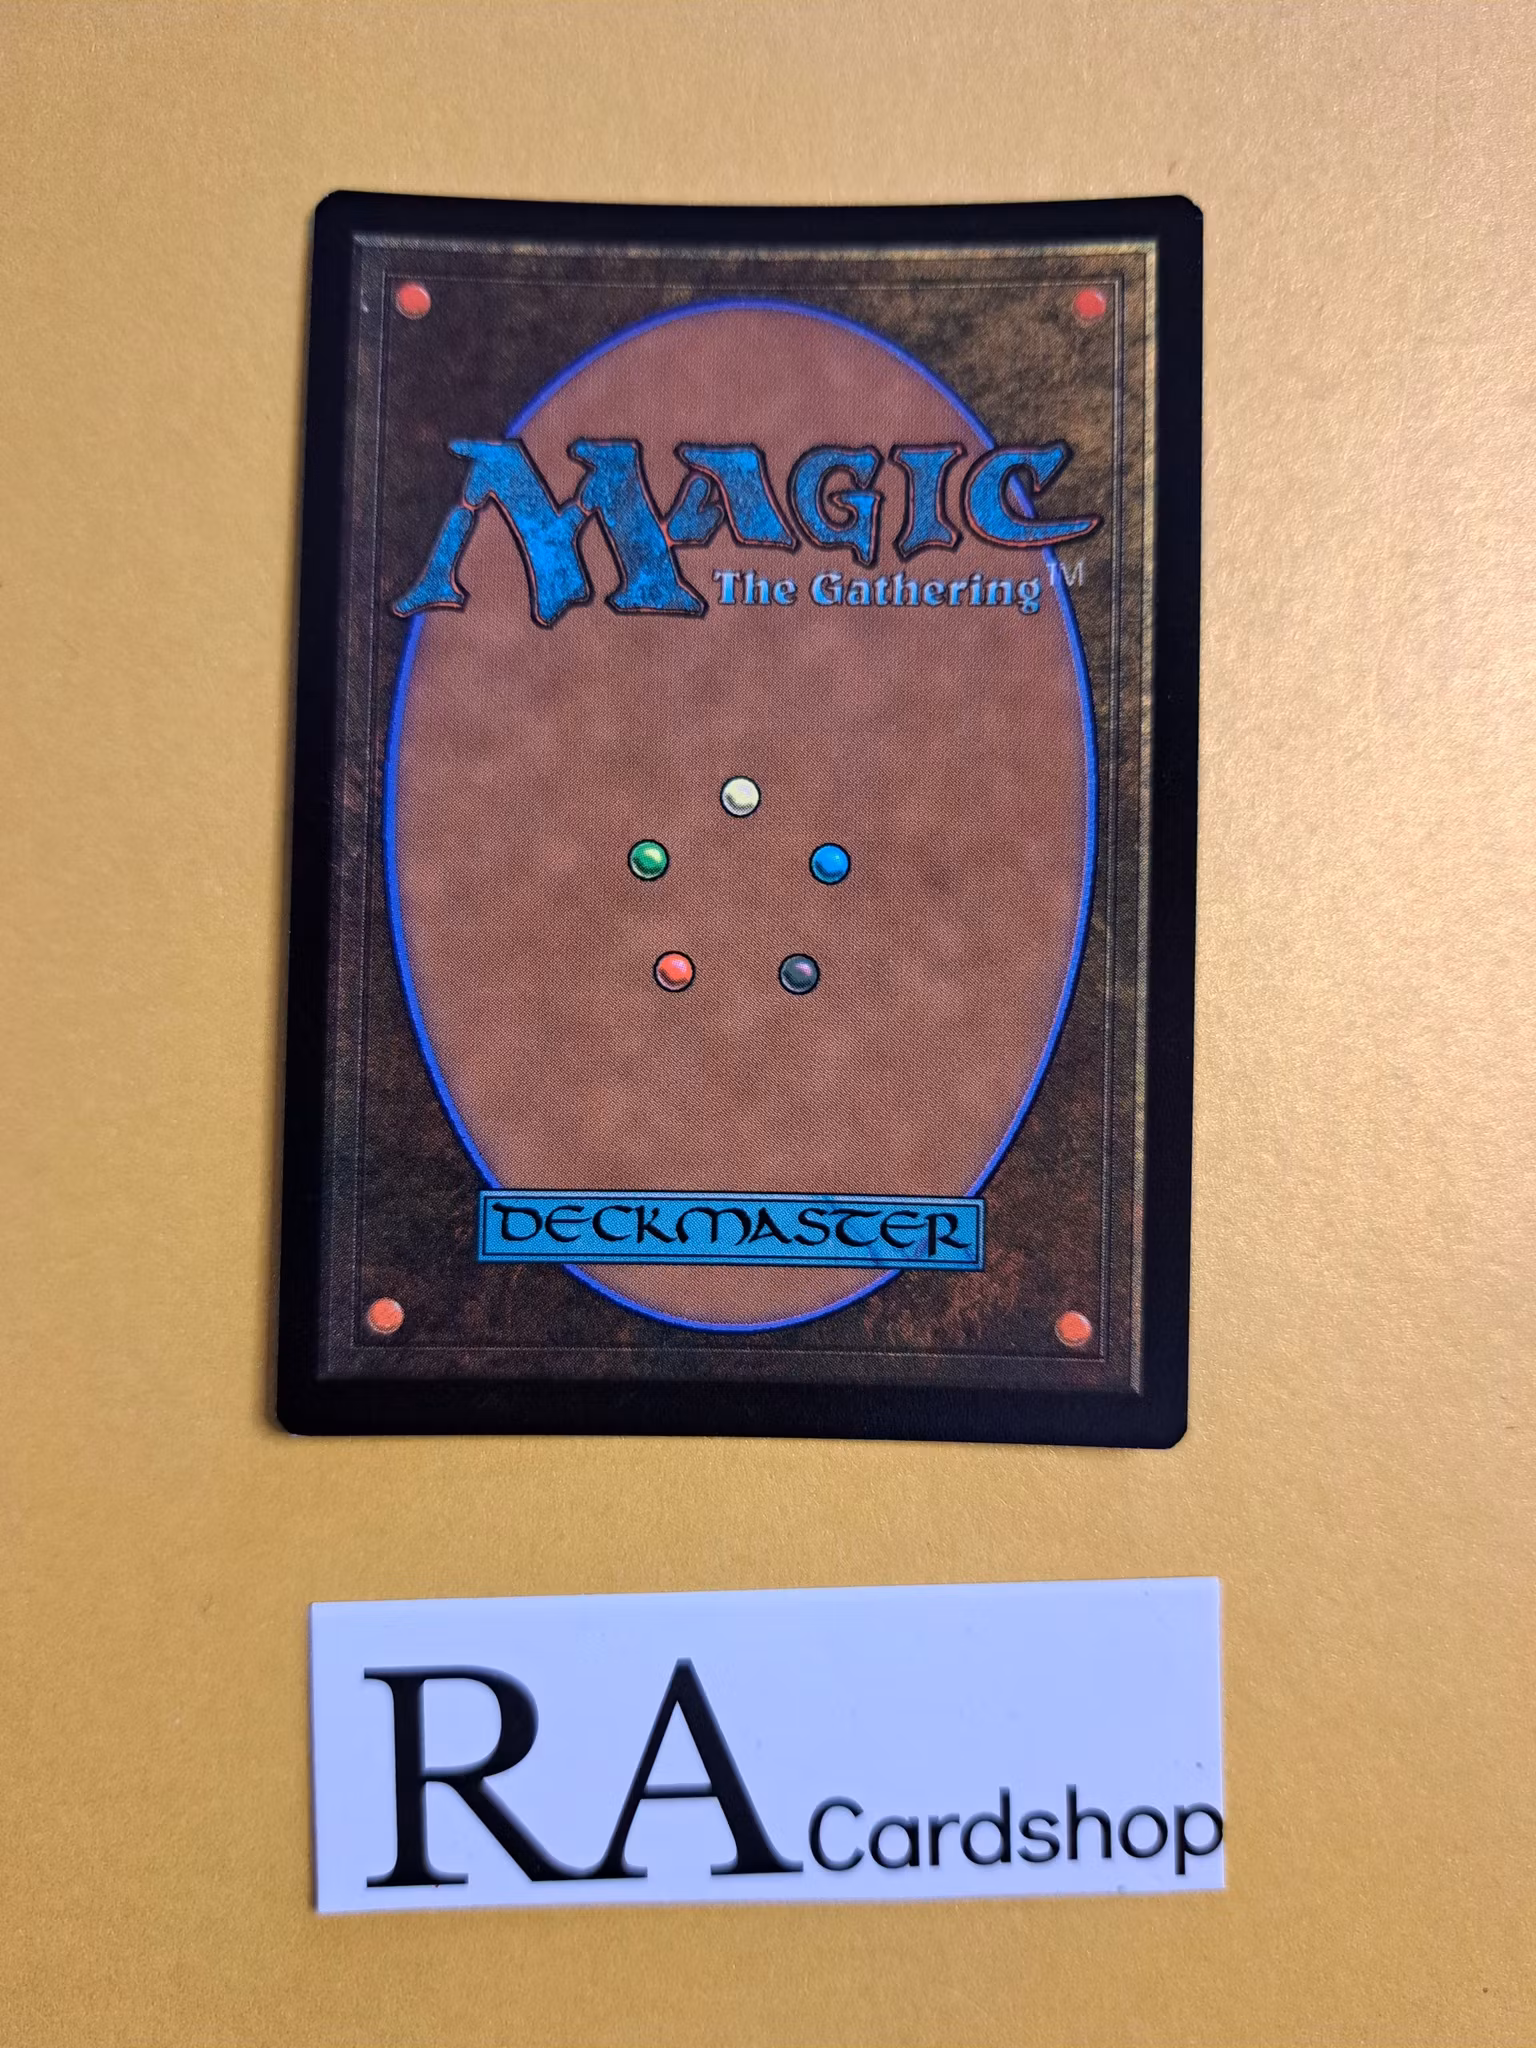 MAGIC
The Gathering™
DECKMASTER
RA Cardshop